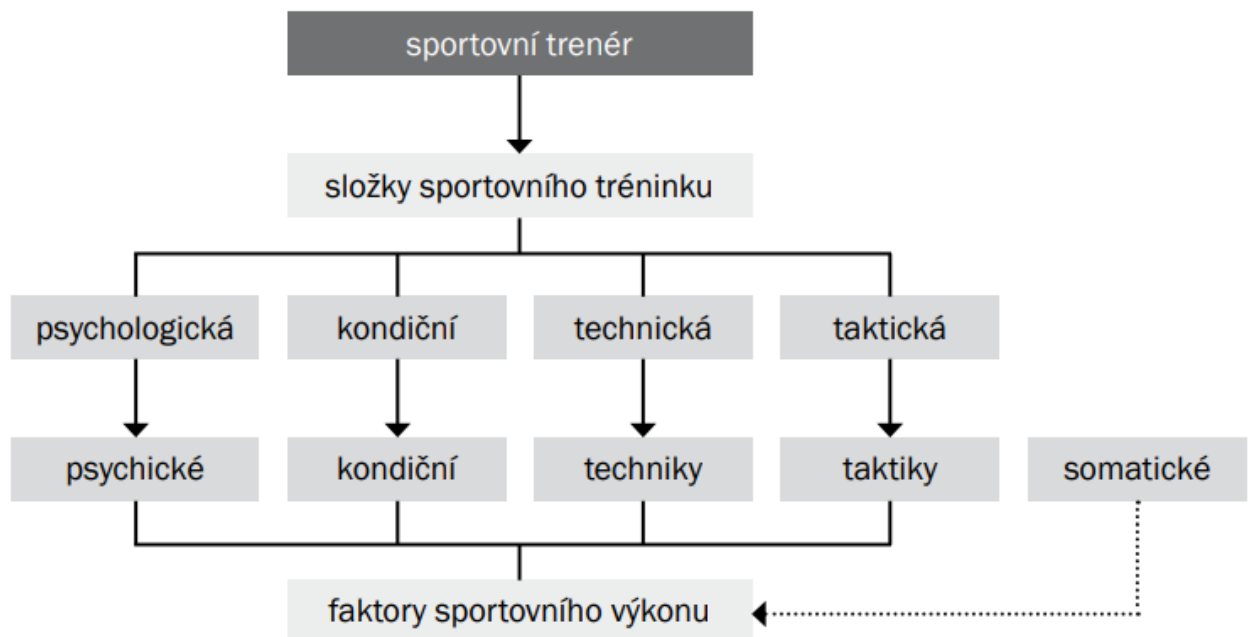 sportovní trenér
složky sportovního tréninku
psychologická
kondiční
technická
taktická
psychické
kondiční
techniky
taktiky
somatické
faktory sportovního výkonu